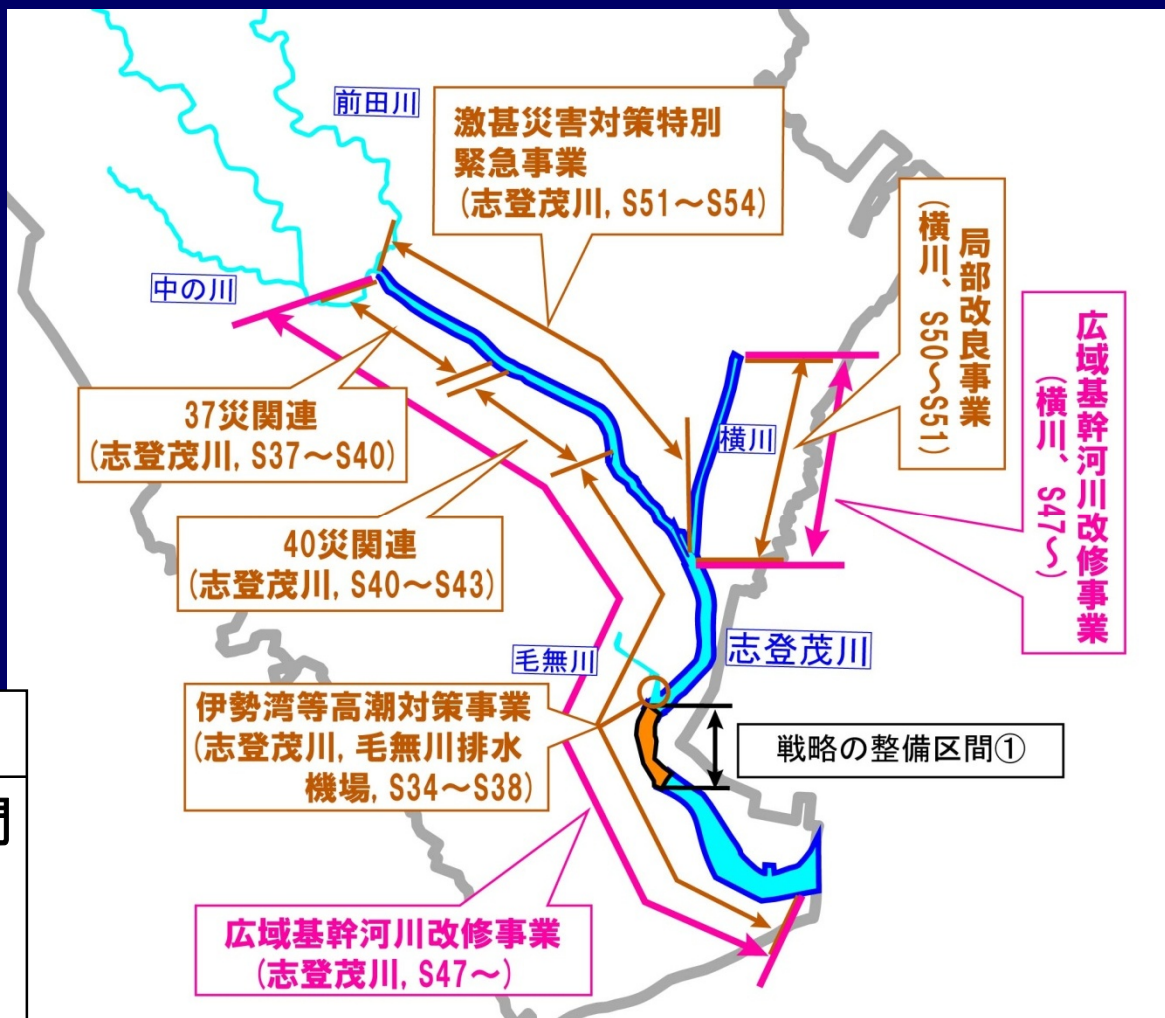 前田川
激甚災害対策特別
緊急事業
(志登茂川, S51～S54)
中の川
局部改良事業
(横川、S50～S51)
広域基幹河川改修事業
(横川、S47～)
37災関連
(志登茂川, S37～S40)
横川
40災関連
(志登茂川, S40～S43)
毛無川
志登茂川
伊勢湾等高潮対策事業
(志登茂川, 毛無川排水
機場, S34～S38)
戦略の整備区間①
広域基幹河川改修事業
(志登茂川, S47～)